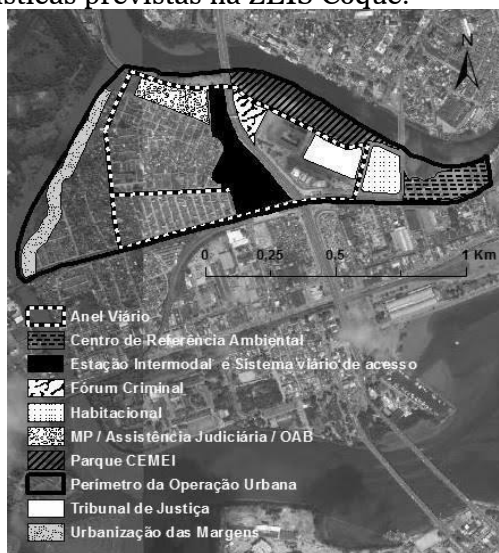 ísticas previstas na ZEIS Coque.
N
0 0,25 0,5 1 Km
Anel Viário
Centro de Referência Ambiental
Estação Intermodal e Sistema viário de acesso
Fórum Criminal
Habitacional
MP / Assistência Judiciária / OAB
Parque CEMEI
Perímetro da Operação Urbana
Tribunal de Justiça
Urbanização das Margens